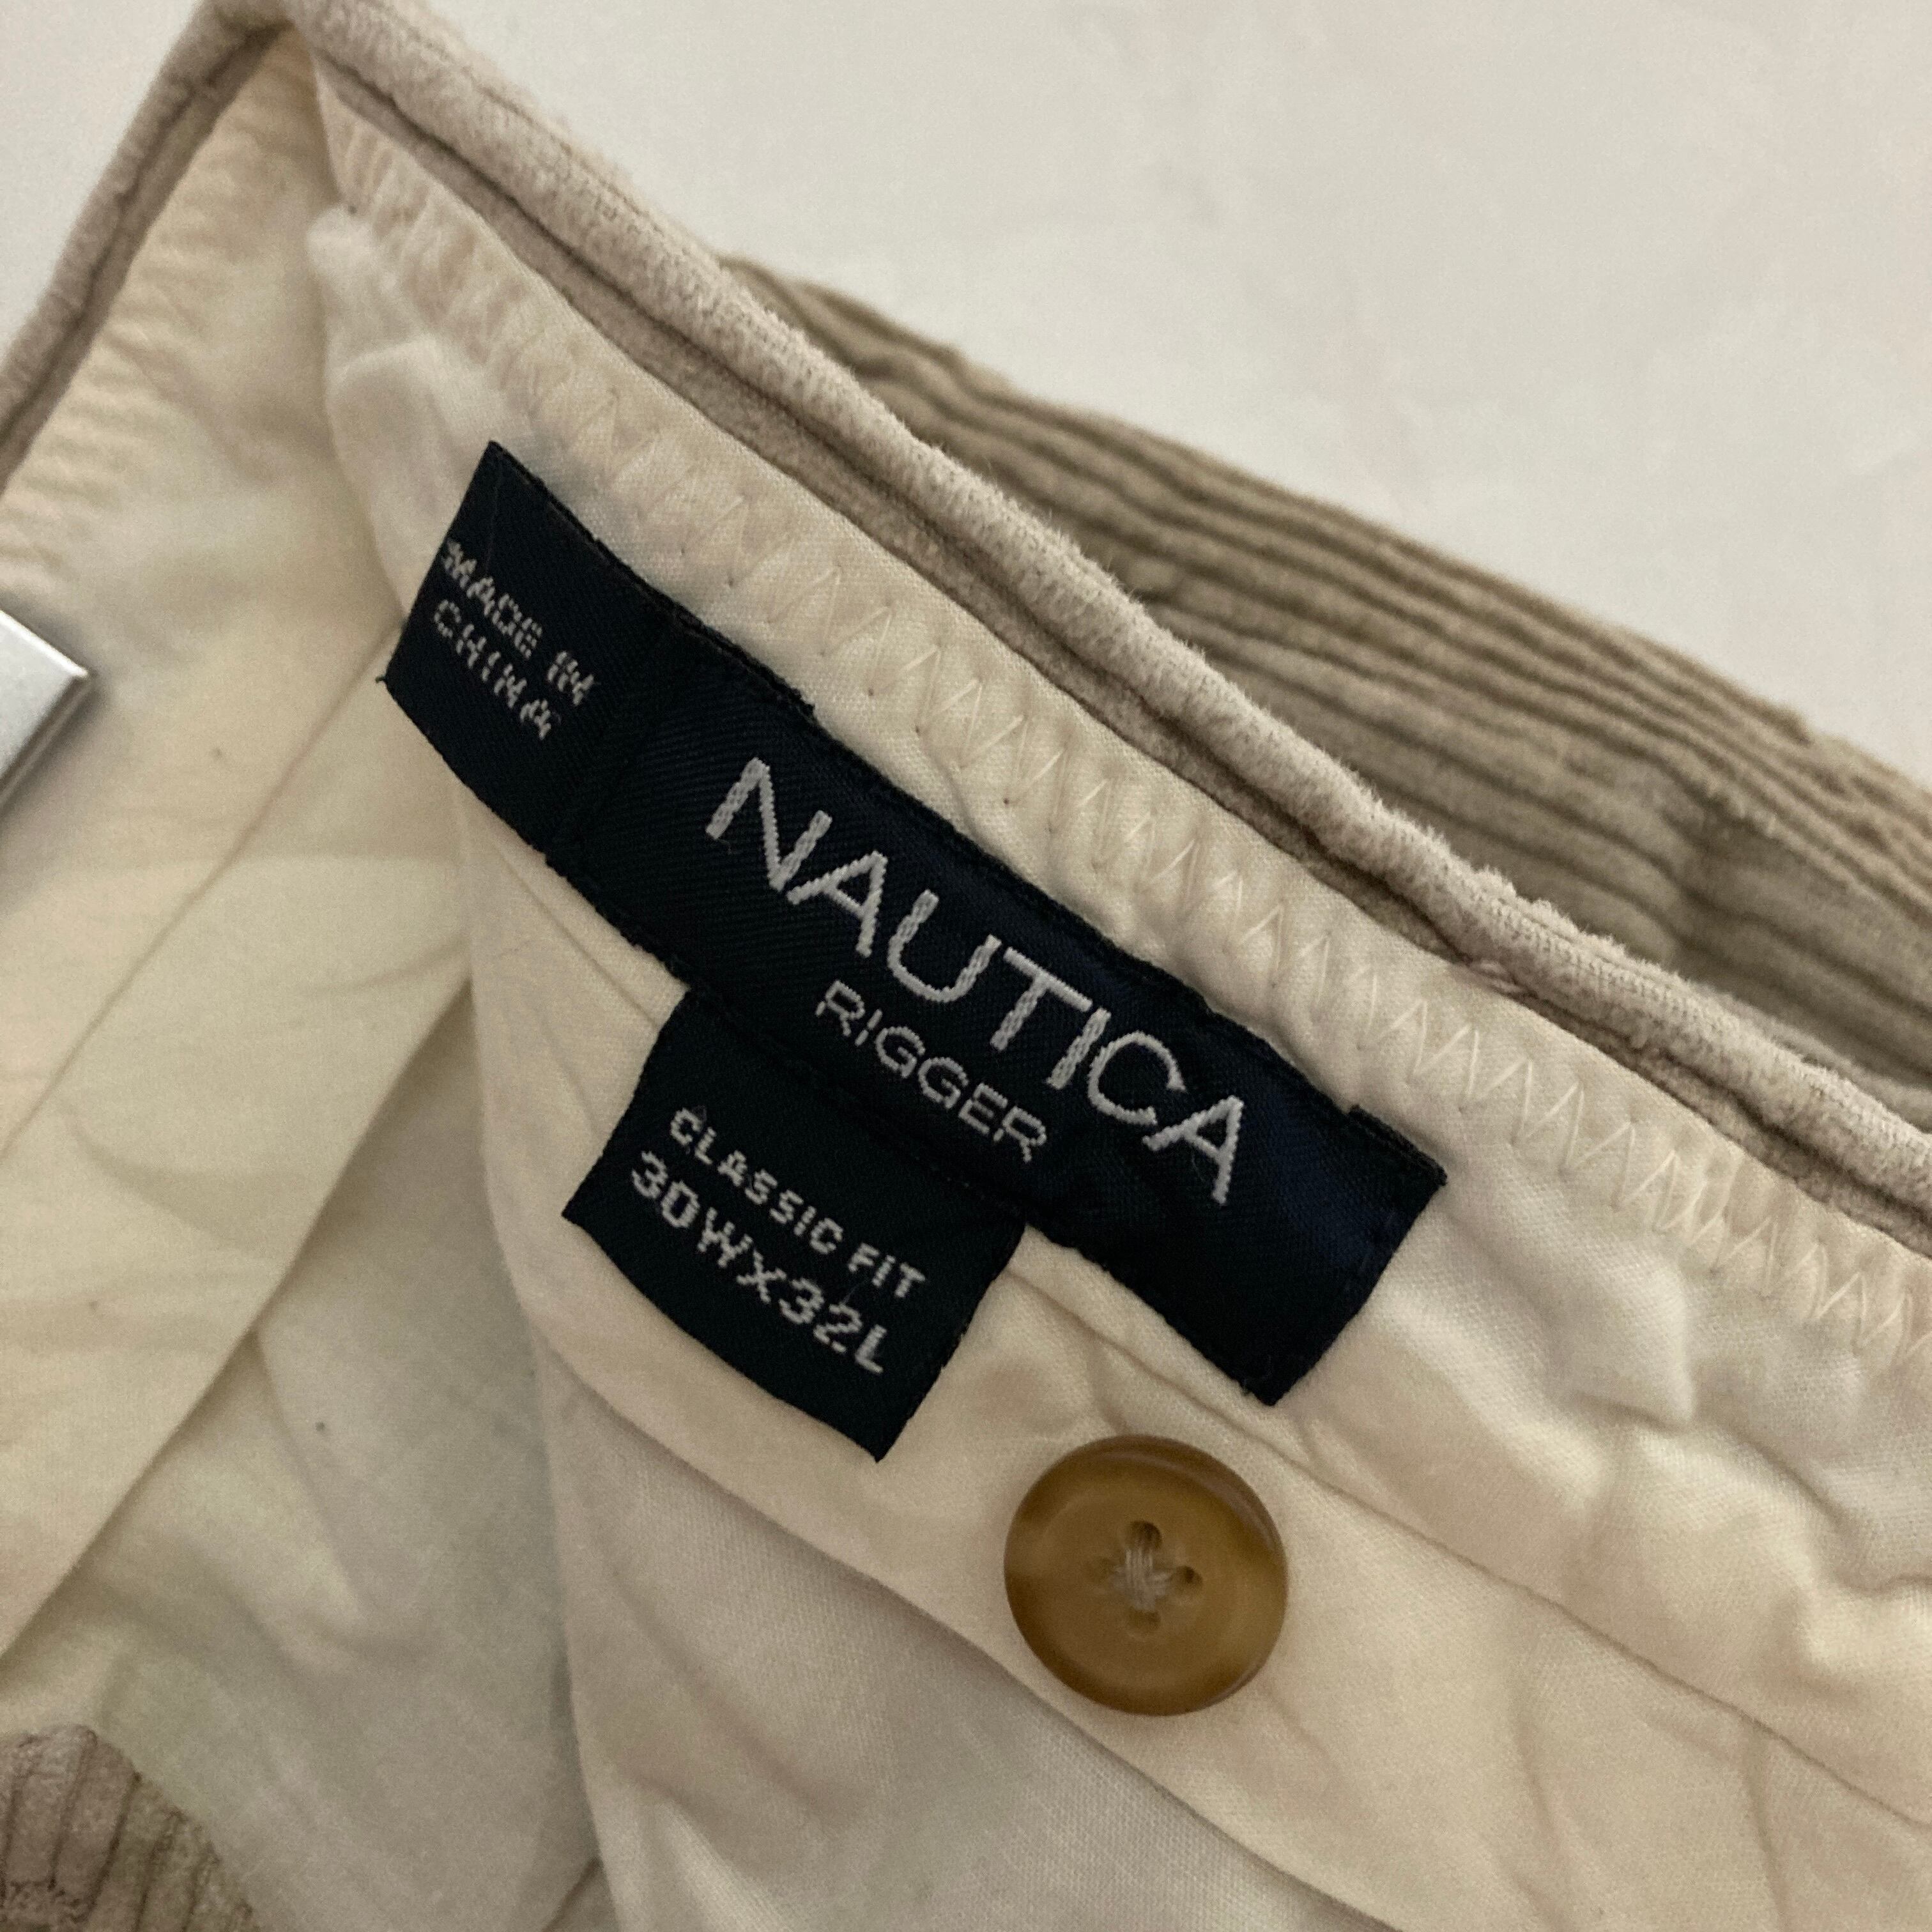 MADE IN
CHINA
NAUTICA
RIGGER
CLASSIC FIT
30WX32L